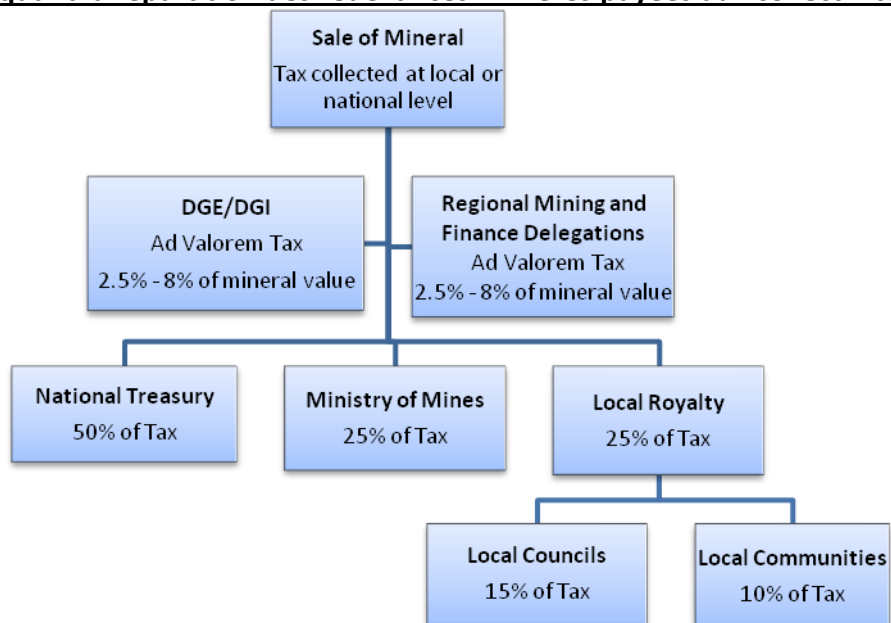 Sale of Mineral
Tax collected at local or
national level
DGE/DGI
Ad Valorem Tax
2.5% - 8% of mineral value
Regional Mining and
Finance Delegations
Ad Valorem Tax
2.5% - 8% of mineral value
National Treasury
50% of Tax
Ministry of Mines
25% of Tax
Local Royalty
25% of Tax
Local Councils
15% of Tax
Local Communities
10% of Tax